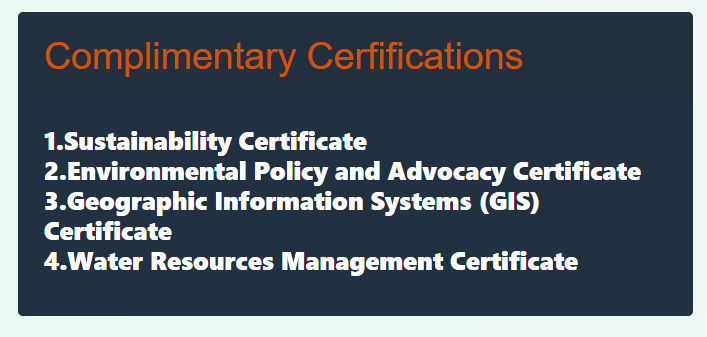 Complimentary Cerfifications
1.Sustainability Certificate
2.Environmental Policy and Advocacy Certificate
3.Geographic Information Systems (GIS)
Certificate
4.Water Resources Management Certificate